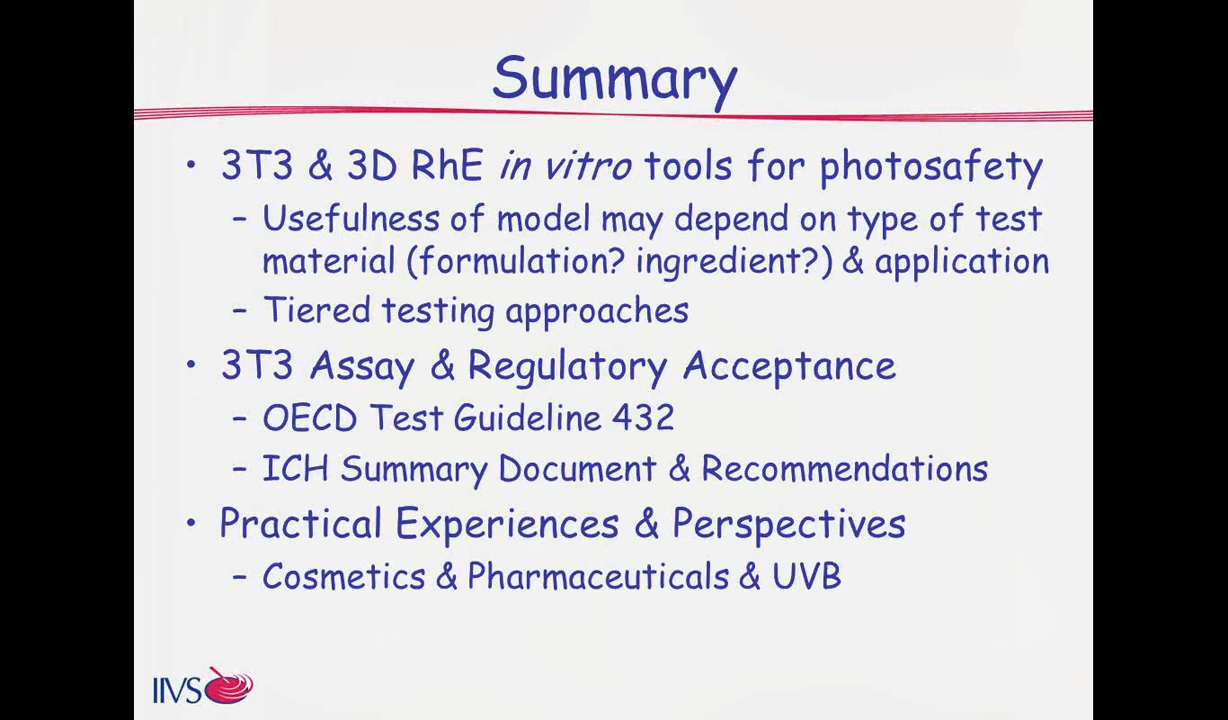 Summary
• 3T3 & 3D RhE in vitro tools for photosafety
– Usefulness of model may depend on type of test
material (formulation? ingredient?) & application
– Tiered testing approaches
• 3T3 Assay & Regulatory Acceptance
– OECD Test Guideline 432
– ICH Summary Document & Recommendations
• Practical Experiences & Perspectives
– Cosmetics & Pharmaceuticals & UVB
IIVS